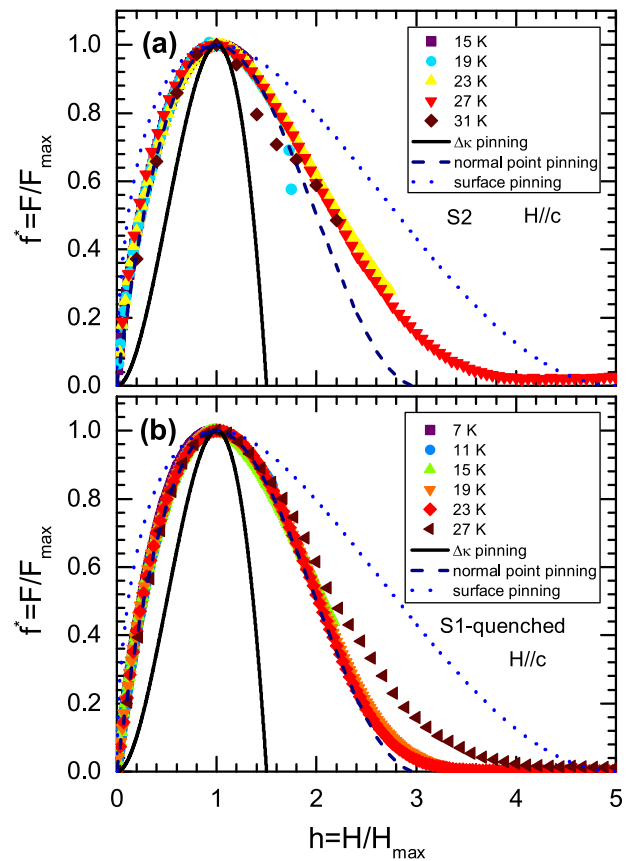 (a)
15 K
19 K
23 K
27 K
31 K
Δκ pinning
normal point pinning
surface pinning
S2 H//c
1.0
0.8
0.6
0.4
0.2
0.0
f*=F/Fmax
(b)
7 K
11 K
15 K
19 K
23 K
27 K
Δκ pinning
normal point pinning
surface pinning
S1-quenched
H//c
1.0
0.8
0.6
0.4
0.2
0.0
f*=F/Fmax
0 1 2 3 4 5
h=H/Hmax